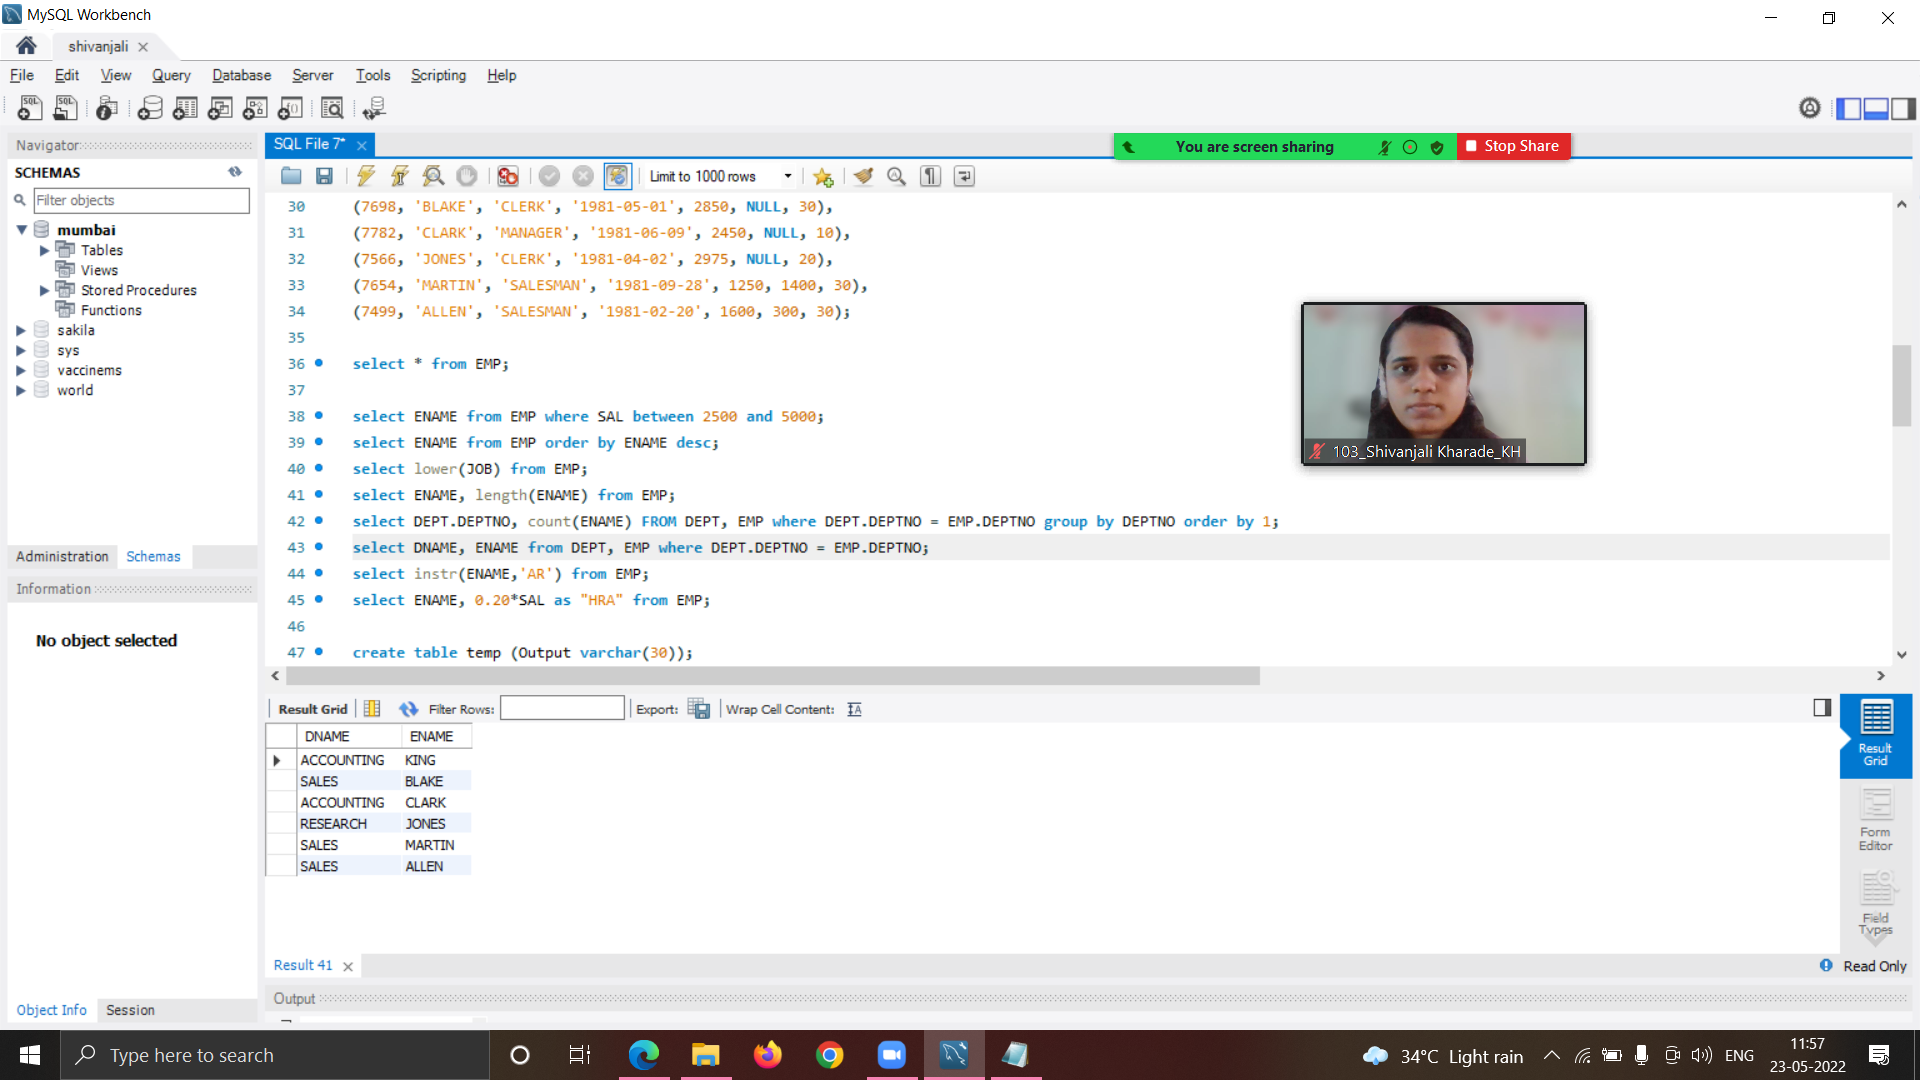 MySQL Workbench
shivanjali
File Edit View Query Database Server Tools Scripting Help
Navigator
SCHEMAS
Filter objects
mumbai
Tables
Views
Stored Procedures
Functions
sakila
sys
vaccinems
world
Administration Schemas
Information
No object selected
Object Info Session
SQL File 7*
You are screen sharing Stop Share
Limit to 1000 rows
30 (7698, 'BLAKE', 'CLERK', '1981-05-01', 2850, NULL, 30),
31 (7782, 'CLARK', 'MANAGER', '1981-06-09', 2450, NULL, 10),
32 (7566, 'JONES', 'CLERK', '1981-04-02', 2975, NULL, 20),
33 (7654, 'MARTIN', 'SALESMAN', '1981-09-28', 1250, 1400, 30),
34 (7499, 'ALLEN', 'SALESMAN', '1981-02-20', 1600, 300, 30);
35
36 select * from EMP;
37
38 select ENAME from EMP where SAL between 2500 and 5000;
39 select ENAME from EMP order by ENAME desc;
40 select lower(JOB) from EMP;
41 select ENAME, length(ENAME) from EMP;
42 select DEPT.DEPTNO, count(ENAME) FROM DEPT, EMP where DEPT.DEPTNO = EMP.DEPTNO group by DEPTNO order by 1;
43 select DNAME, ENAME from DEPT, EMP where DEPT.DEPTNO = EMP.DEPTNO;
44 select instr(ENAME,'AR') from EMP;
45 select ENAME, 0.20*SAL as "HRA" from EMP;
46
47 create table temp (Output varchar(30));
103_Shivanjali Kharade_KH
Result Grid Filter Rows: Export: Wrap Cell Content:
DNAME ENAME
ACCOUNTING KING
SALES BLAKE
ACCOUNTING CLARK
RESEARCH JONES
SALES MARTIN
SALES ALLEN
Result
Grid
Form
Editor
Field
Types
Result 41
Read Only
Output
Type here to search
34°C Light rain
ENG
11:57
23-05-2022